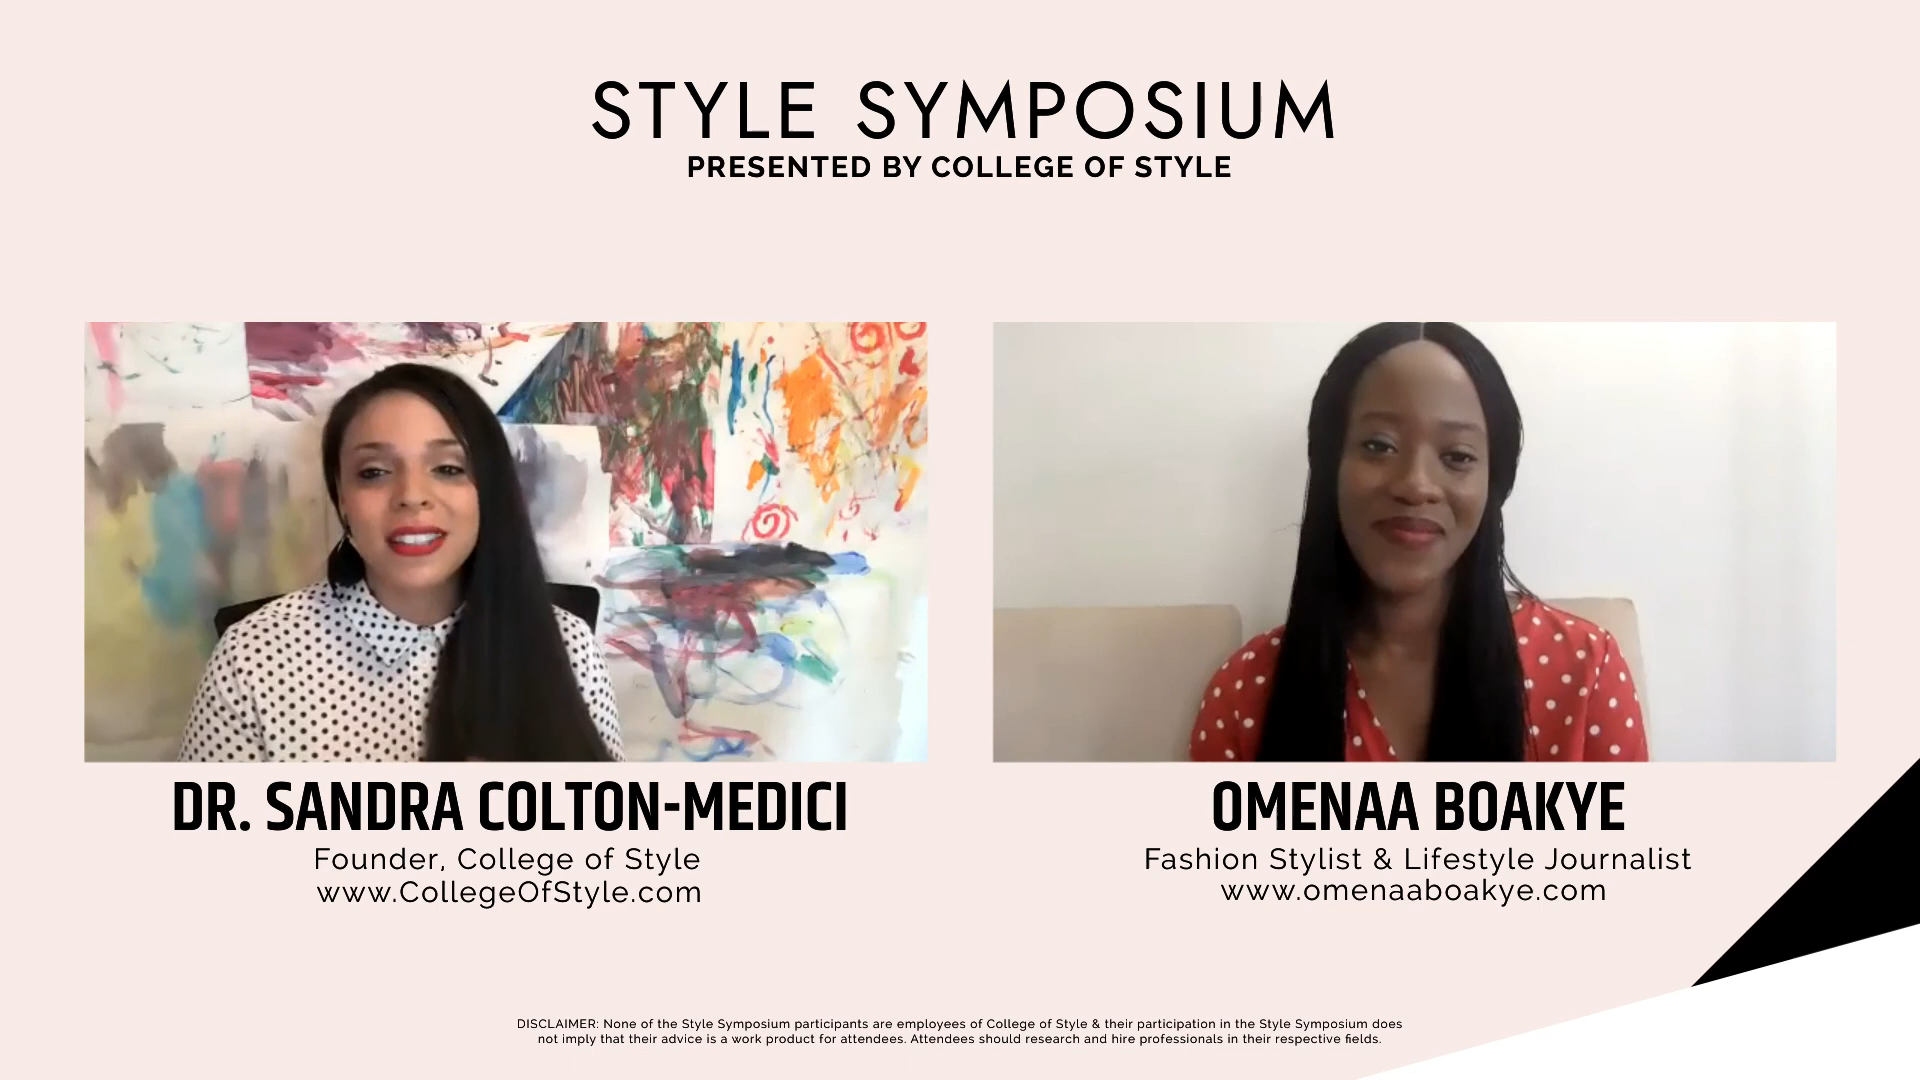 STYLE SYMPOSIUM
PRESENTED BY COLLEGE OF STYLE
DR. SANDRA COLTON-MEDICI
Founder, College of Style
www.CollegeOfStyle.com
OMENAA BOAKYE
Fashion Stylist & Lifestyle Journalist
www.omenaaboakye.com
DISCLAIMER: None of the Style Symposium participants are employees of College of Style & their participation in the Style Symposium does
not imply that their advice is a work product for attendees. Attendees should research and hire professionals in their respective fields.